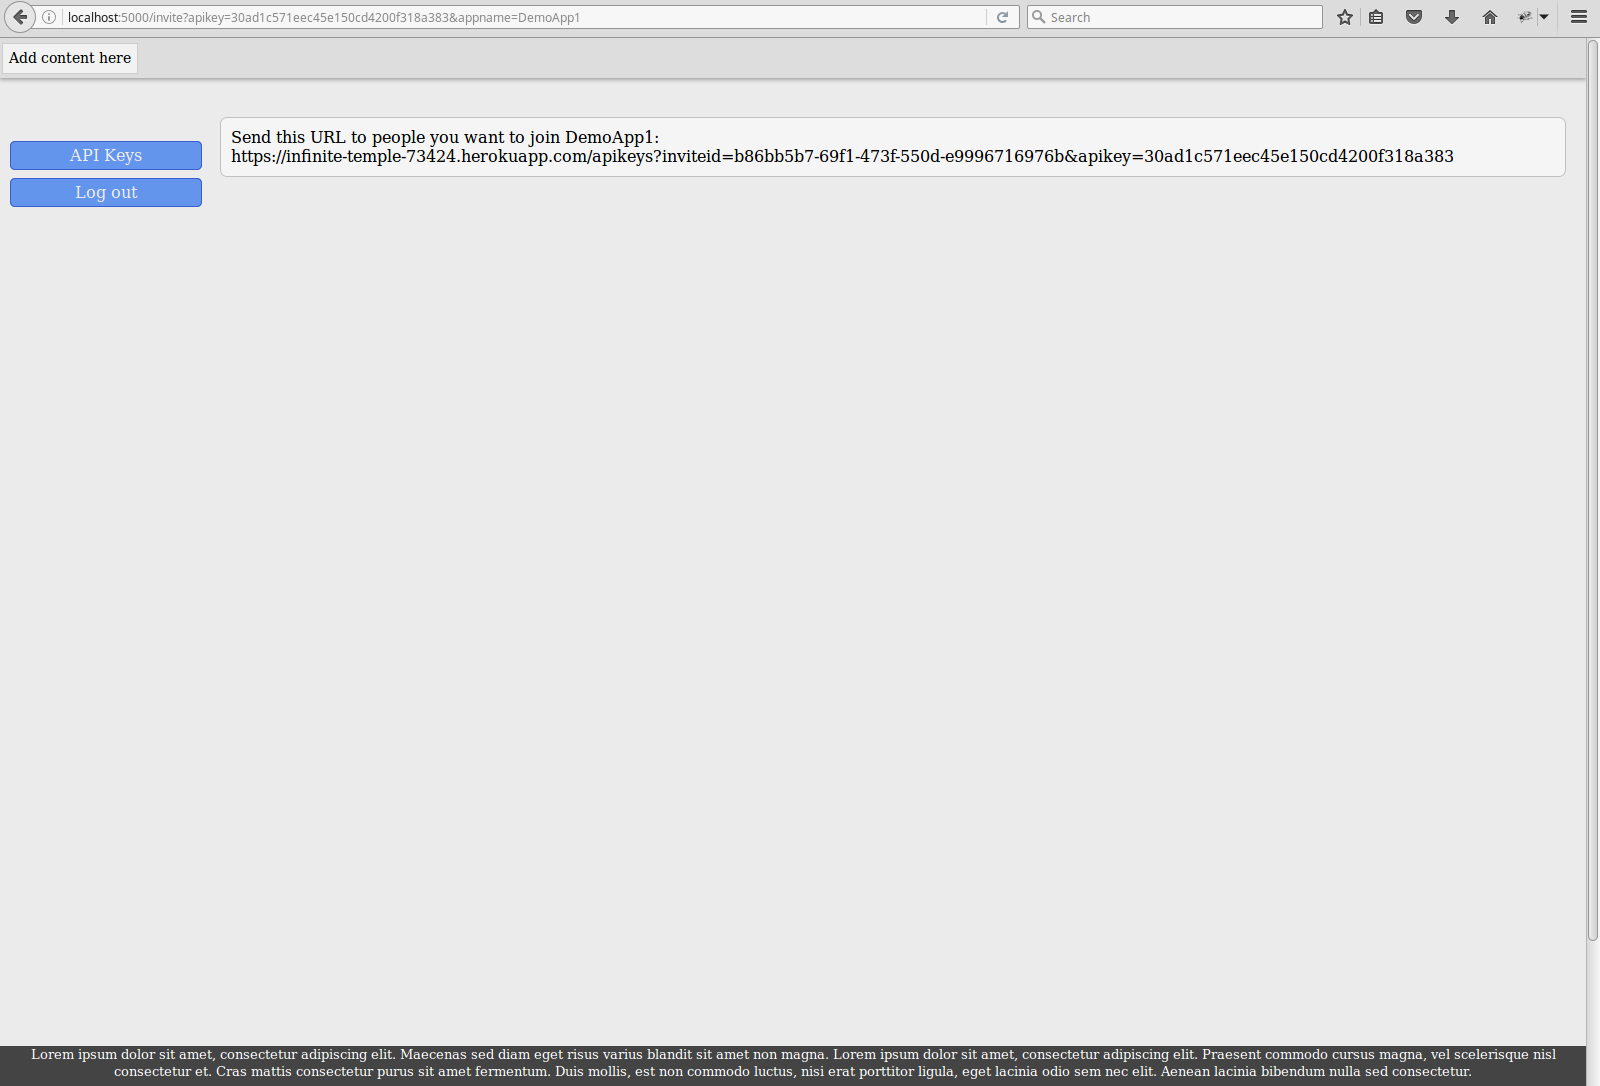 localhost:5000/invite?apikey=30ad1c571eec45e150cd4200f318a383&appname=DemoApp1
Search
Add content here
API Keys
Log out
Send this URL to people you want to join DemoApp1:
https://infinite-temple-73424.herokuapp.com/apikeys?inviteid=b86bb5b7-69f1-473f-550d-e9996716976b&apikey=30ad1c571eec45e150cd4200f318a383
Lorem ipsum dolor sit amet, consectetur adipiscing elit. Maecenas sed diam eget risus varius blandit sit amet non magna. Lorem ipsum dolor sit amet, consectetur adipiscing elit. Praesent commodo cursus magna, vel scelerisque nisl
consectetur et. Cras mattis consectetur purus sit amet fermentum. Duis mollis, est non commodo luctus, nisi erat porttitor ligula, eget lacinia odio sem nec elit. Aenean lacinia bibendum nulla sed consectetur.